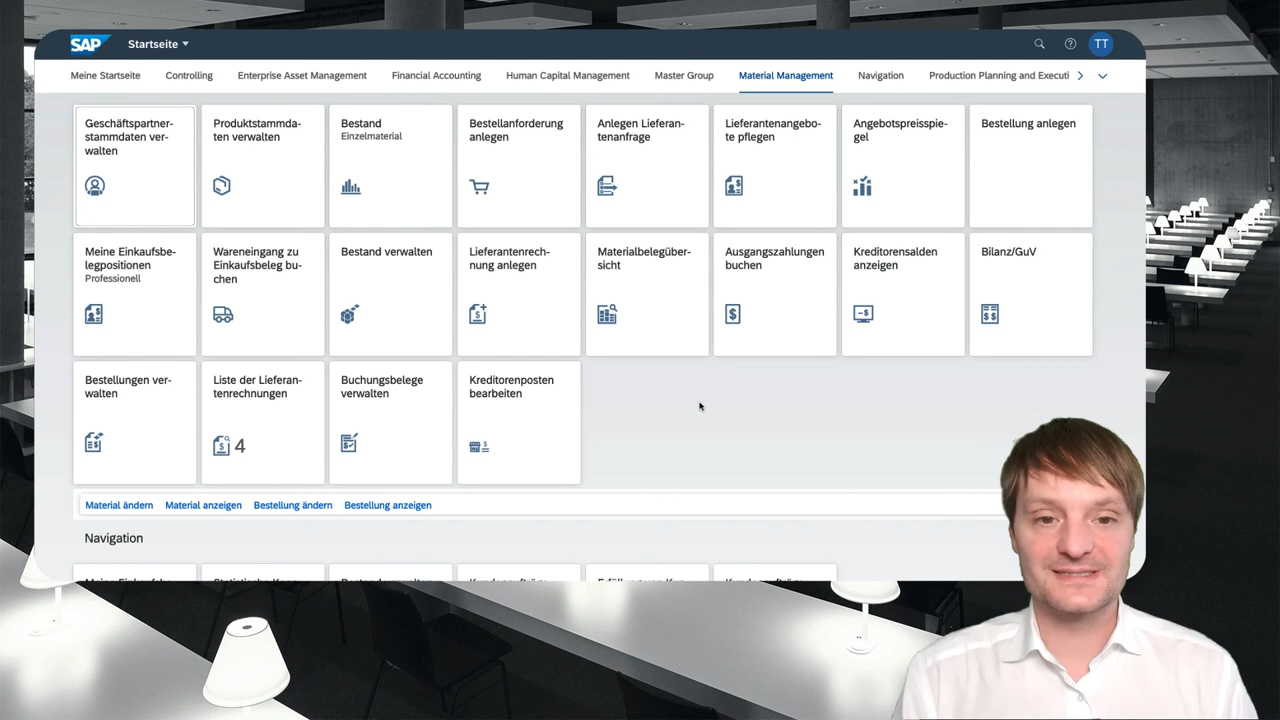 SAP Startseite TT
Meine Startseite Controlling Enterprise Asset Management Financial Accounting Human Capital Management Master Group Material Management Navigation Production Planning and Executi
Geschäftspartner-
stammdaten ver-
walten
Produktstammda-
ten verwalten
Bestand
Einzelmaterial
Bestellanforderung
anlegen
Anlegen Lieferan-
tenanfrage
Lieferantenangebo-
te pflegen
Angebotspreisspie-
gel
Bestellung anlegen
Meine Einkaufsbe-
legpositionen
Professionell
Wareneingang zu
Einkaufsbeleg bu-
chen
Bestand verwalten
Lieferantenrech-
nung anlegen
Materialbelegüber-
sicht
Ausgangszahlungen
buchen
Kreditorensalden
anzeigen
Bilanz/GuV
Bestellungen ver-
walten
Liste der Lieferan-
tenrechnungen
4
Buchungsbelege
verwalten
Kreditorenposten
bearbeiten
Material ändern Material anzeigen Bestellung ändern Bestellung anzeigen
Navigation